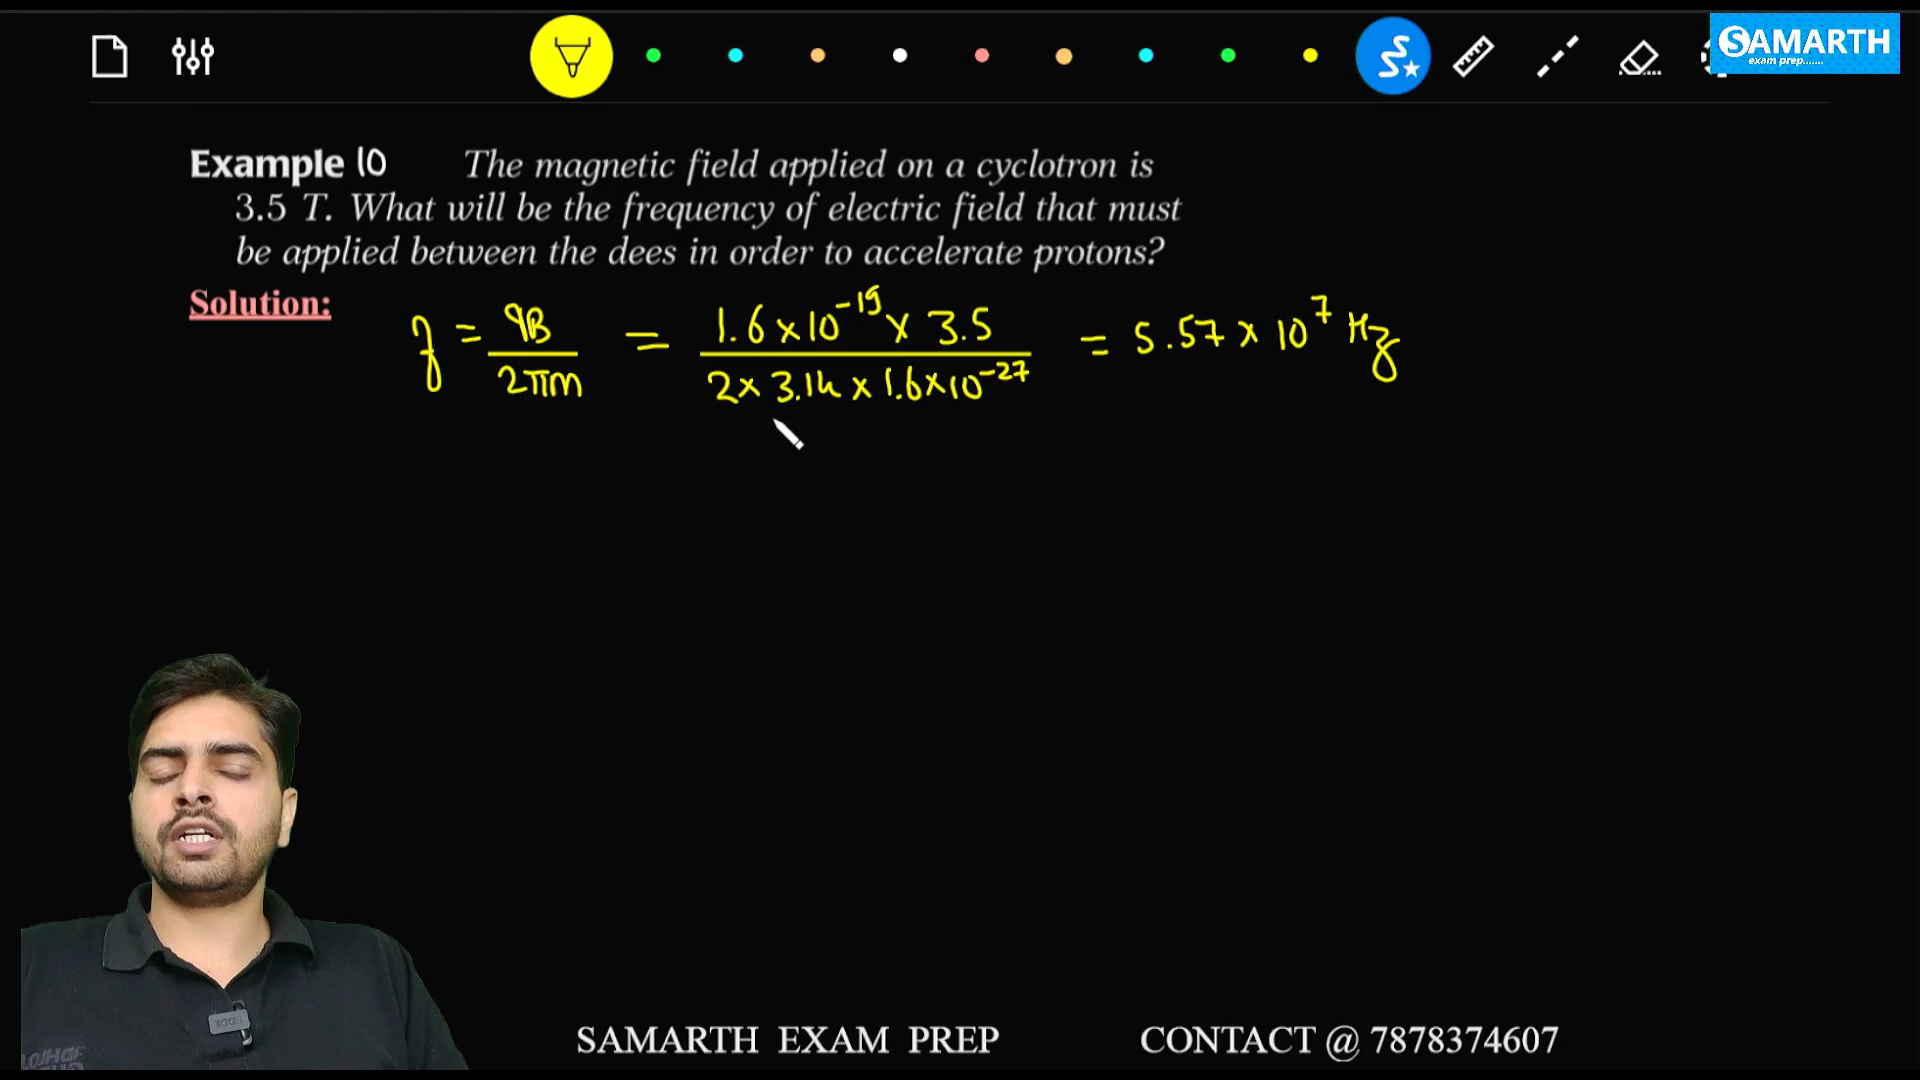 SAMARTH
exam prep.......
Example 10 The magnetic field applied on a cyclotron is
3.5 T. What will be the frequency of electric field that must
be applied between the dees in order to accelerate protons?
Solution:
f = qB / 2πm = 1.6 × 10⁻¹⁹ × 3.5 / 2 × 3.14 × 1.6 × 10⁻²⁷ = 5.57 × 10⁷ Hz
SAMARTH EXAM PREP CONTACT @ 7878374607